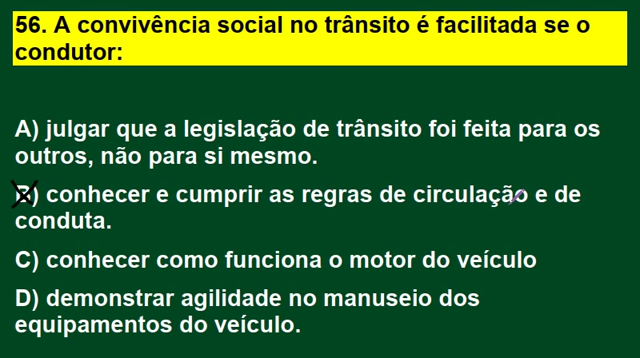 56. A convivência social no trânsito é facilitada se o
condutor:
A) julgar que a legislação de trânsito foi feita para os
outros, não para si mesmo.
B) conhecer e cumprir as regras de circulação e de
conduta.
C) conhecer como funciona o motor do veículo
D) demonstrar agilidade no manuseio dos
equipamentos do veículo.